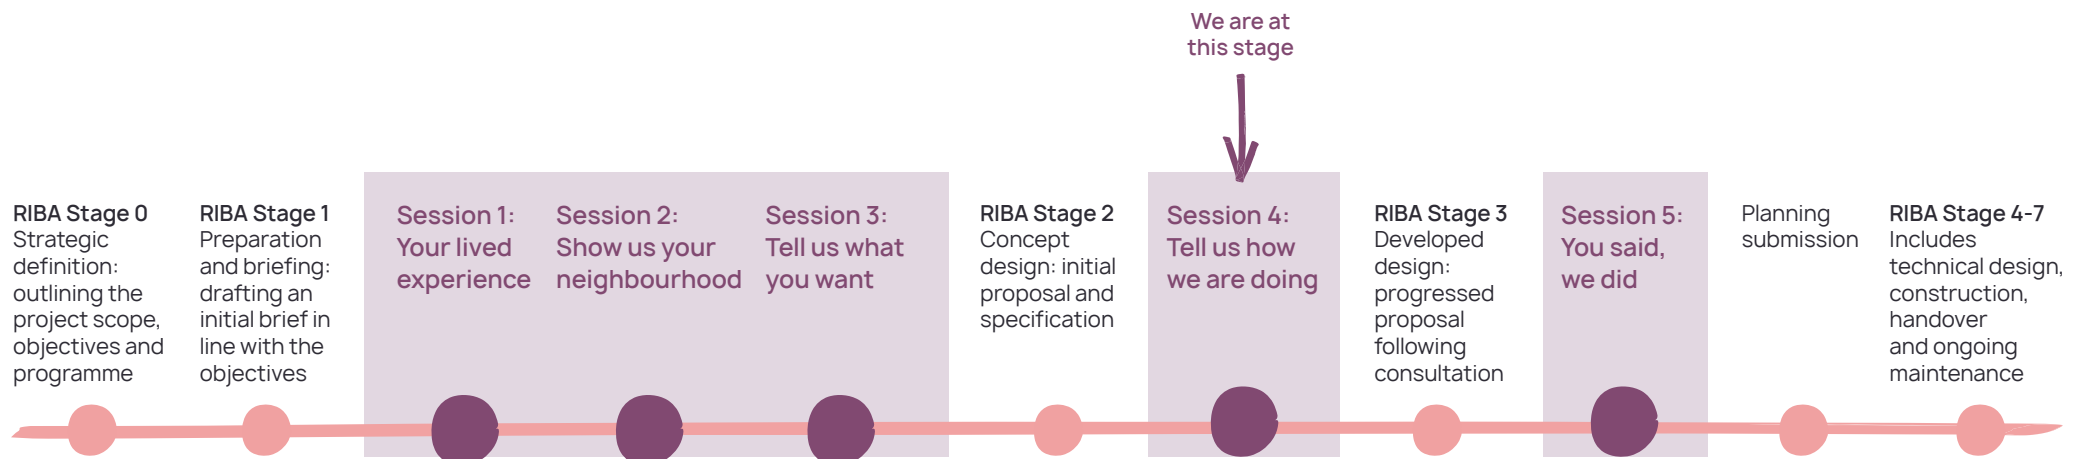 We are at
this stage
RIBA Stage 0
Strategic
definition:
outlining the
project scope,
objectives and
programme
RIBA Stage 1
Preparation
and briefing:
drafting an
initial brief in
line with the
objectives
Session 1:
Your lived
experience
Session 2:
Show us your
neighbourhood
Session 3:
Tell us what
you want
RIBA Stage 2
Concept
design: initial
proposal and
specification
Session 4:
Tell us how
we are doing
RIBA Stage 3
Developed
design:
progressed
proposal
following
consultation
Session 5:
You said,
we did
Planning
submission
RIBA Stage 4-7
Includes
technical design,
construction,
handover
and ongoing
maintenance